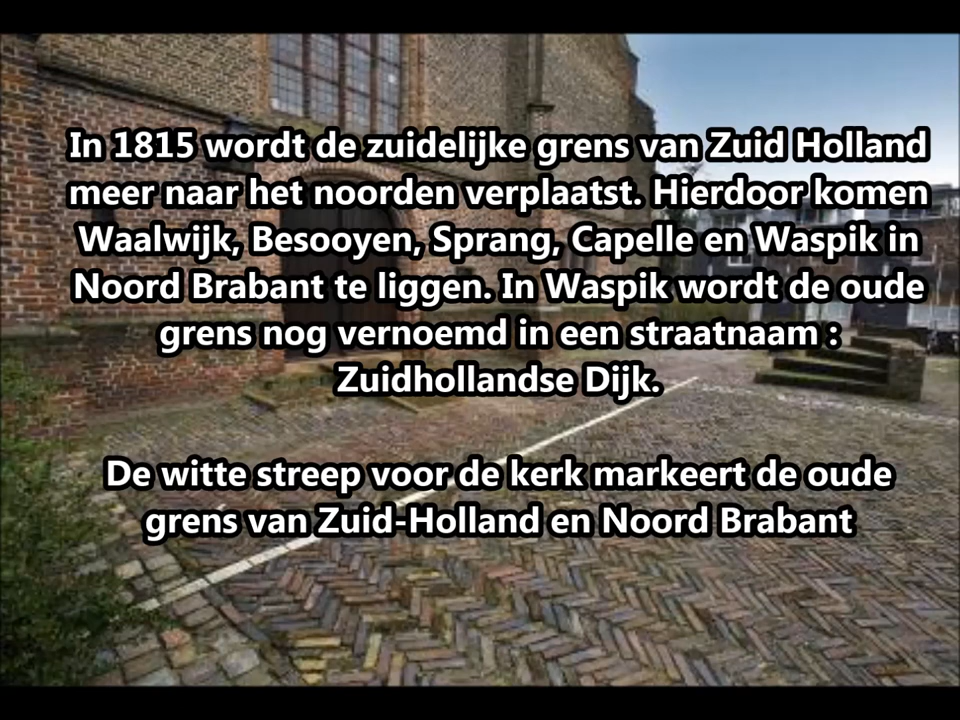 In 1815 wordt de zuidelijke grens van Zuid Holland
meer naar het noorden verplaatst. Hierdoor komen
Waalwijk, Besooyen, Sprang, Capelle en Waspik in
Noord Brabant te liggen. In Waspik wordt de oude
grens nog vernoemd in een straatnaam :
Zuidhollandse Dijk.
De witte streep voor de kerk markeert de oude
grens van Zuid-Holland en Noord Brabant